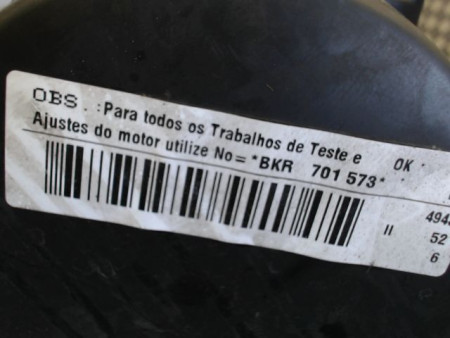 OBS. :Para todos os Trabalhos de Teste e OK
Ajustes do motor utilize No=*BKR 701 573*
II
52
6